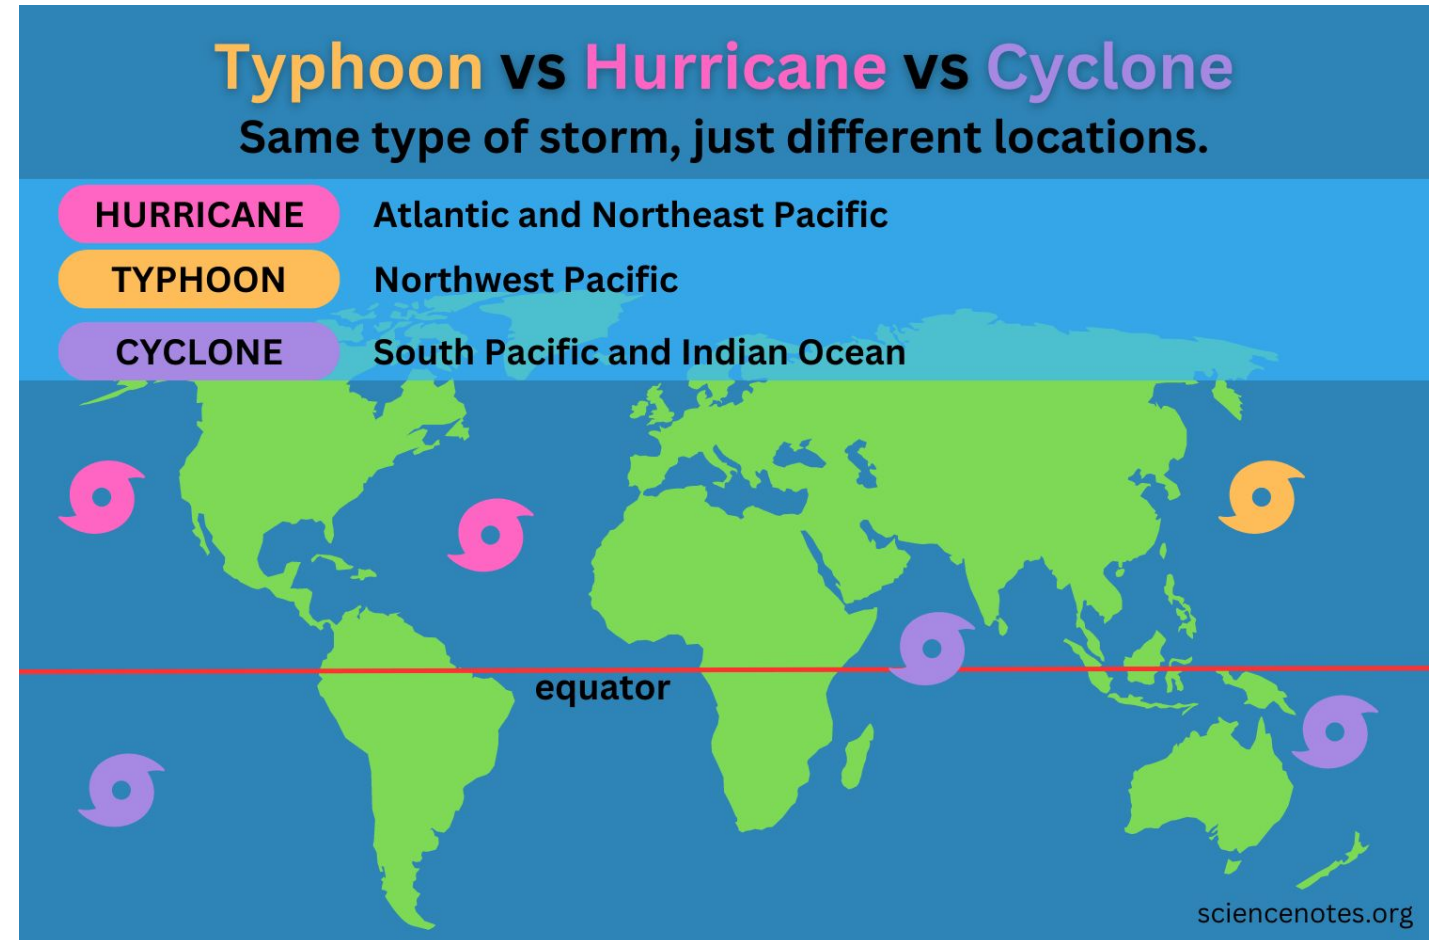 Typhoon vs Hurricane vs Cyclone
Same type of storm, just different locations.
HURRICANE Atlantic and Northeast Pacific
TYPHOON Northwest Pacific
CYCLONE South Pacific and Indian Ocean
equator
sciencenotes.org